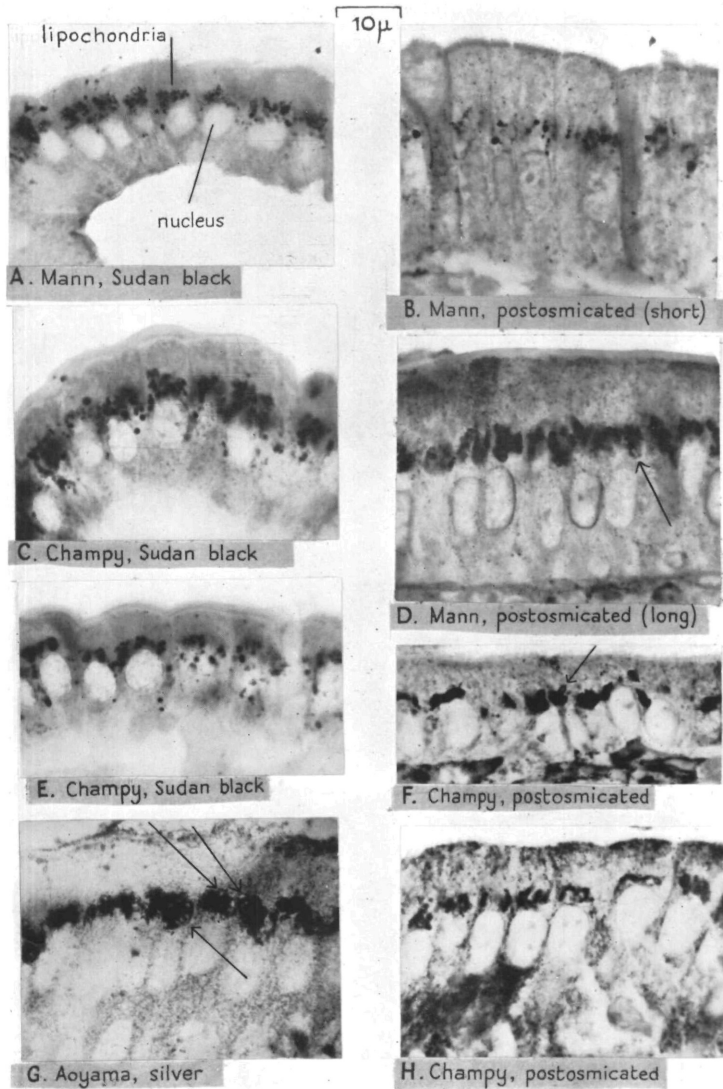 10μ
lipochondria
nucleus
A. Mann, Sudan black
B. Mann, postosmicated (short)
C. Champy, Sudan black
D. Mann, postosmicated (long)
E. Champy, Sudan black
F. Champy, postosmicated
G. Aoyama, silver
H. Champy, postosmicated